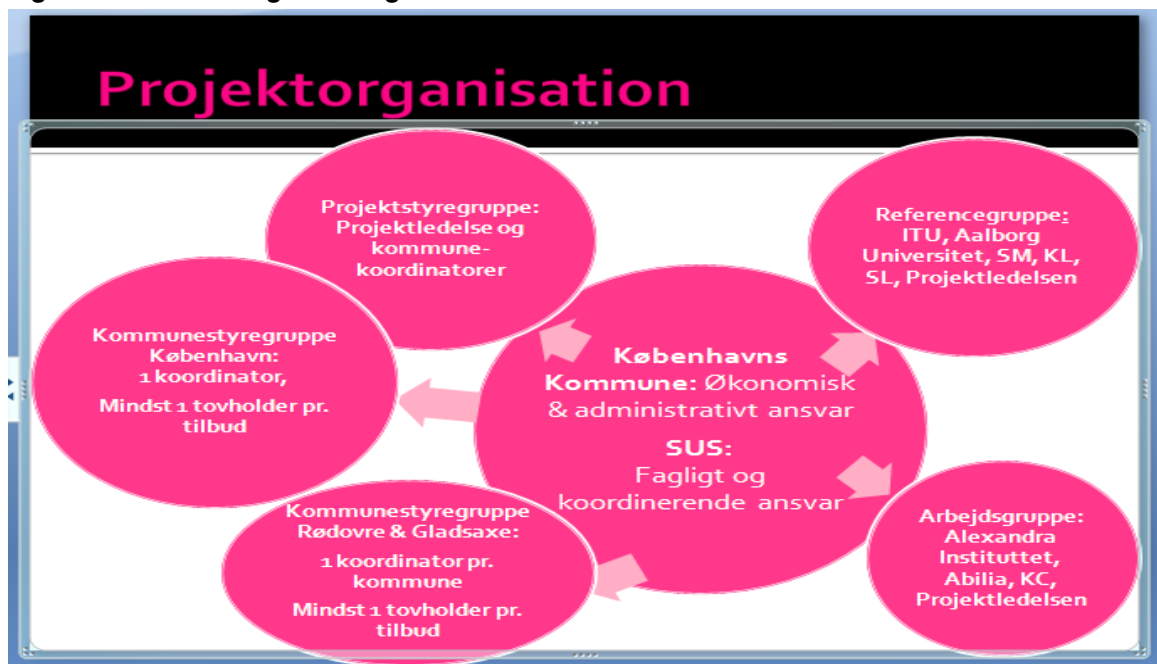 Projektorganisation
Projektstyregruppe:
Projektledelse og
kommune-
koordinatorer
Referencegruppe:
ITU, Aalborg
Universitet, SM, KL,
SL, Projektledelsen
Kommunestyregruppe
København:
1 koordinator,
Mindst 1 tovholder pr.
tilbud
Københavns
Kommune: Økonomisk
& administrativt ansvar
SUS:
Fagligt og
koordinerende ansvar
Kommunestyregruppe
Rødovre & Gladsaxe:
1 koordinator pr.
kommune
Mindst 1 tovholder pr.
tilbud
Arbejdsgruppe:
Alexandra
Instituttet,
Abilia, KC,
Projektledelsen